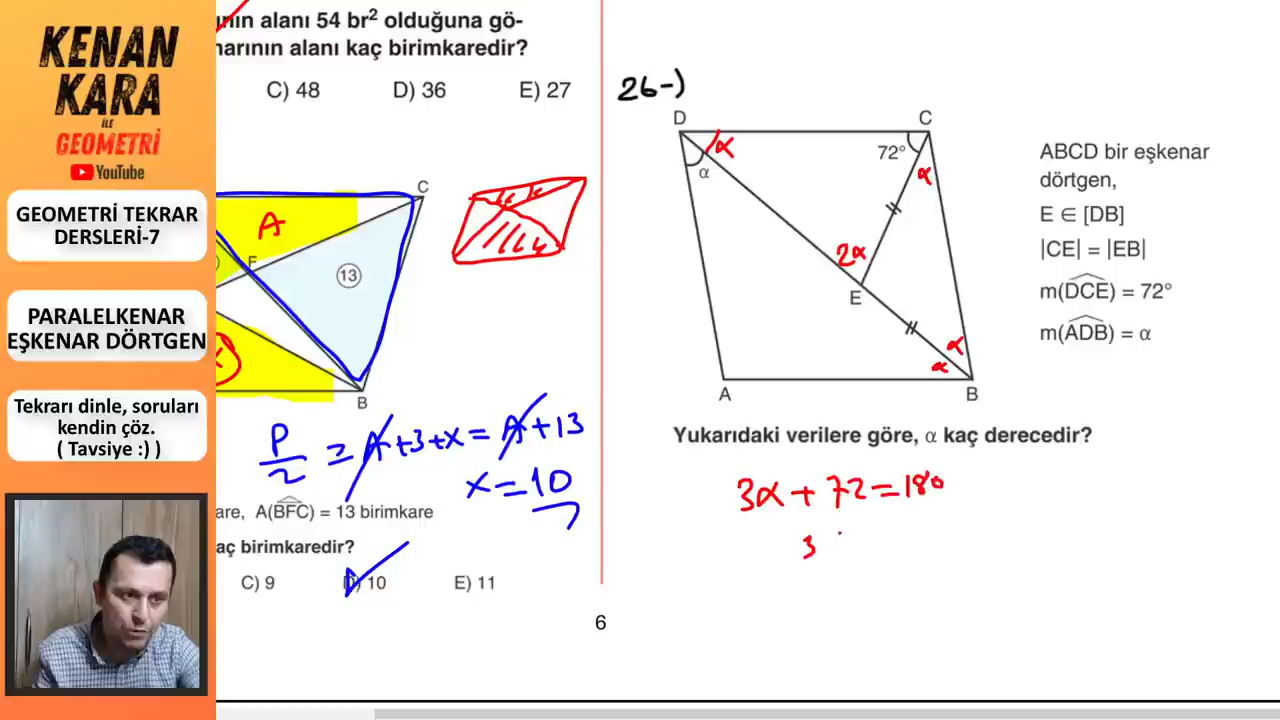 KENAN
KARA
İLE
GEOMETRİ
YouTube
GEOMETRİ TEKRAR
DERSLERİ-7
PARALELKENAR
EŞKENAR DÖRTGEN
Tekrarı dinle, soruları
kendin çöz.
( Tavsiye :) )
nın alanı 54 br² olduğuna gö-
narının alanı kaç birimkaredir?
C) 48 D) 36 E) 27
C
A
F
13
B
P/2 = A+3+x = A+13
x = 10
are, A(BFC) = 13 birimkare
aç birimkaredir?
C) 9 D) 10 E) 11
6
26-)
D C
α 72°
α α
2α
E
α
α
A B
ABCD bir eşkenar
dörtgen,
E ∈ [DB]
|CE| = |EB|
m(DCE) = 72°
m(ADB) = α
Yukarıdaki verilere göre, α kaç derecedir?
3α + 72 = 180
3